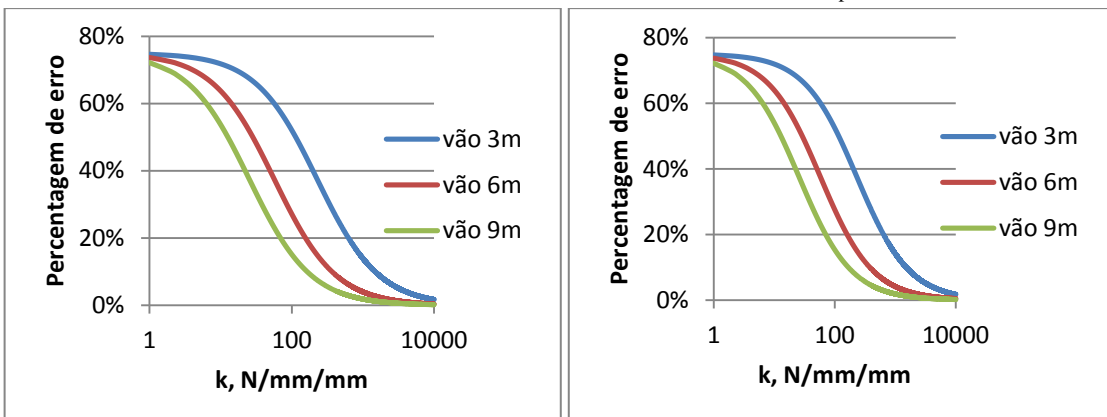 80%
60%
40%
20%
0%
Percentagem de erro
1
100
10000
k, N/mm/mm
vão 3m
vão 6m
vão 9m
80%
60%
40%
20%
0%
Percentagem de erro
1
100
10000
k, N/mm/mm
vão 3m
vão 6m
vão 9m